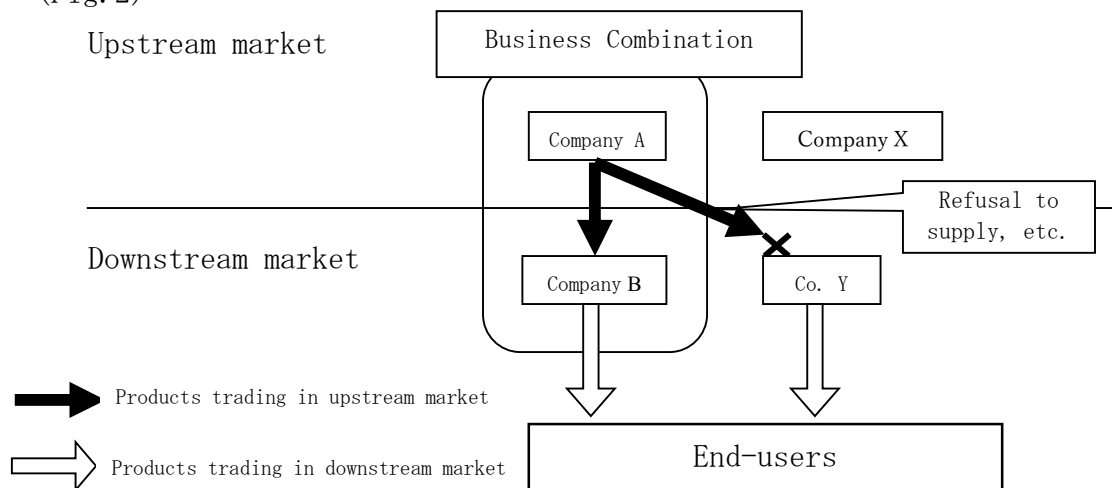 (Fig.2)
Upstream market
Business Combination
Company A
Company X
Refusal to
supply, etc.
Downstream market
Company B
Co. Y
Products trading in upstream market
Products trading in downstream market
End-users